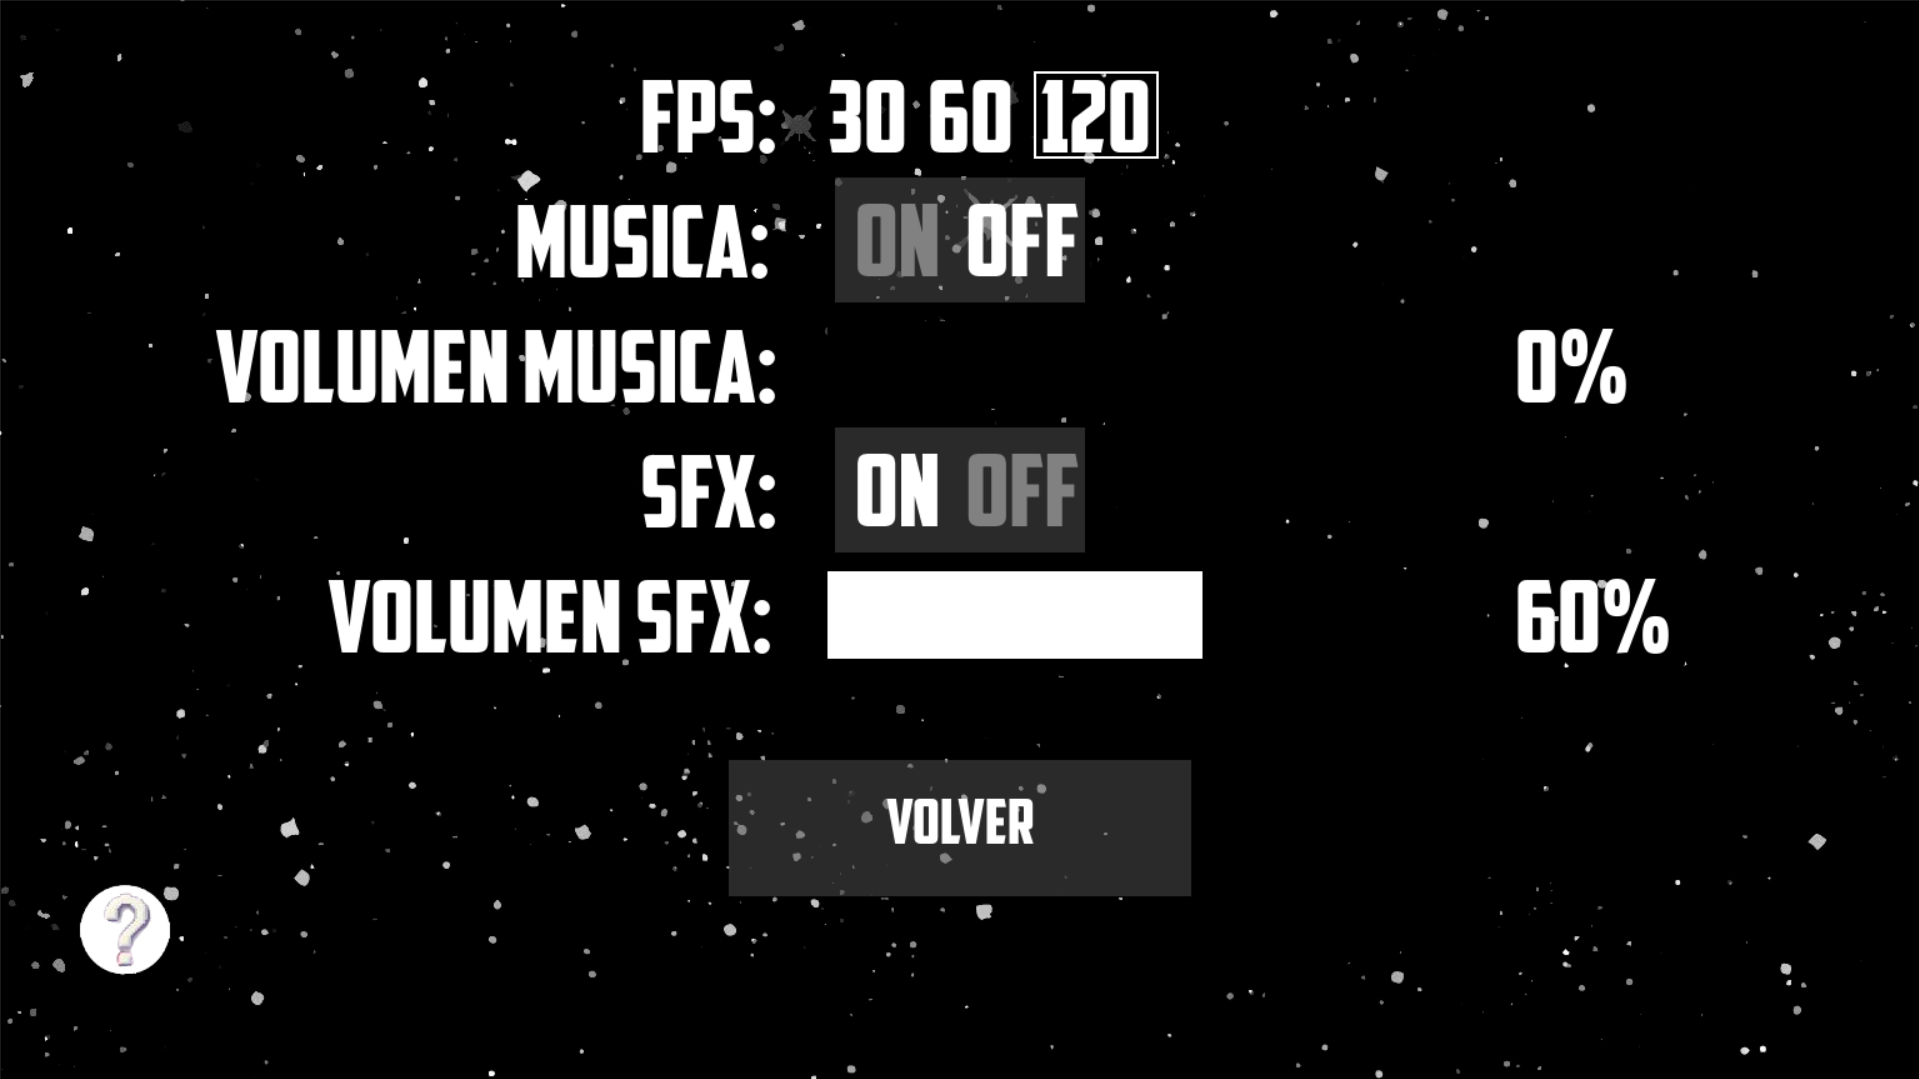 FPS: 30 60 120
MUSICA: ON OFF
VOLUMEN MUSICA: 0%
SFX: ON OFF
VOLUMEN SFX: 60%
VOLVER
?